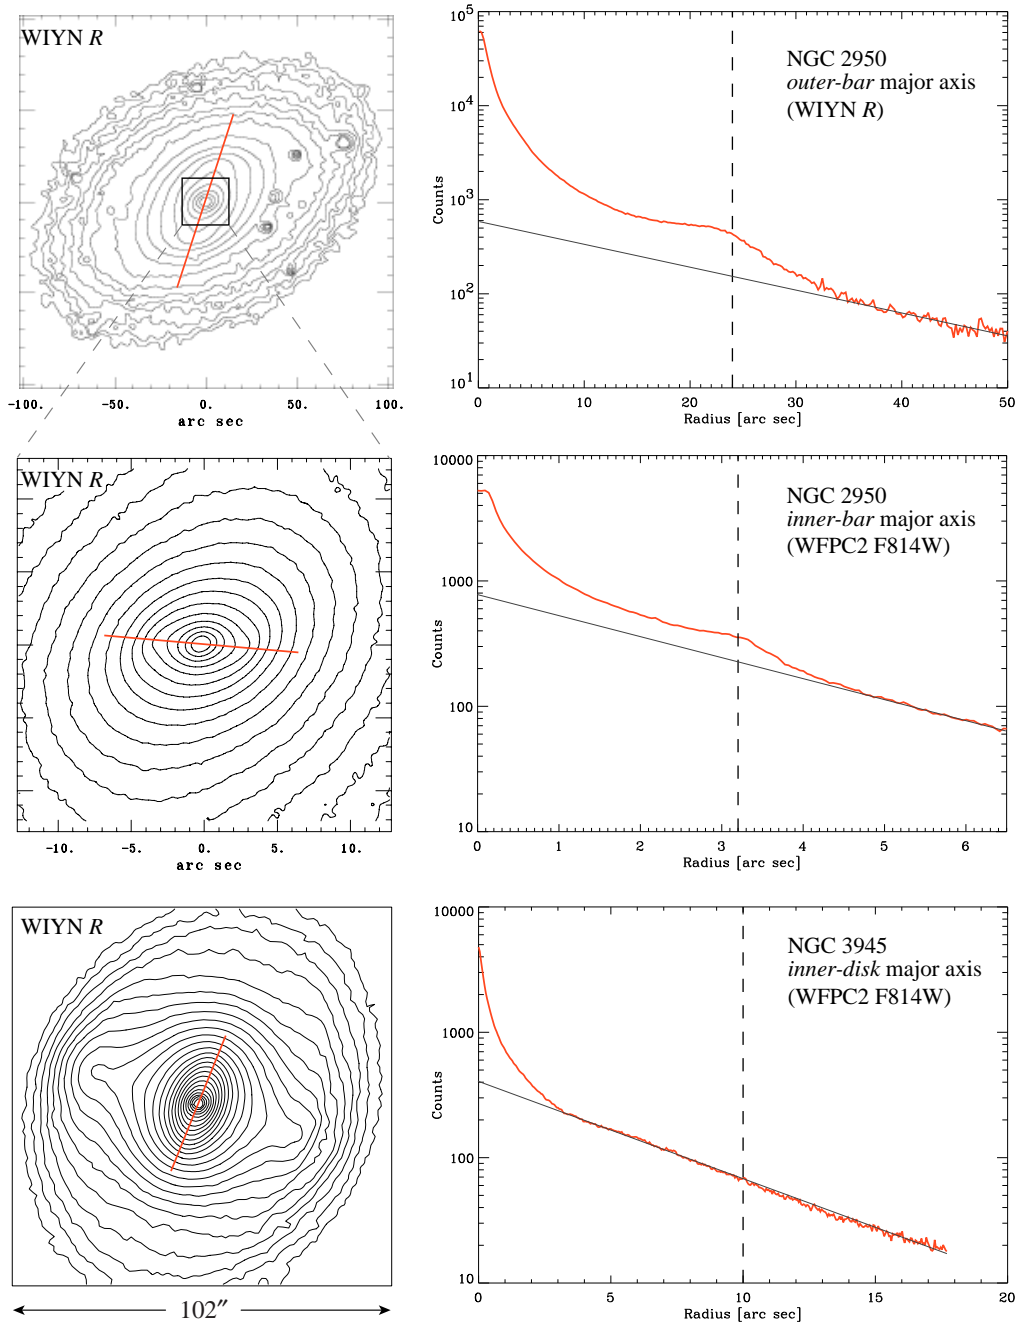 WIYN R
-100.
-50.
0.
50.
100.
arc sec
10^5
10^4
10^3
10^2
10^1
Counts
NGC 2950
outer-bar major axis
(WIYN R)
0
10
20
30
40
50
Radius [arc sec]
WIYN R
-10.
-5.
0.
5.
10.
arc sec
10000
1000
100
10
Counts
NGC 2950
inner-bar major axis
(WFPC2 F814W)
0
1
2
3
4
5
6
Radius [arc sec]
WIYN R
102″
10000
1000
100
10
Counts
NGC 3945
inner-disk major axis
(WFPC2 F814W)
0
5
10
15
20
Radius [arc sec]